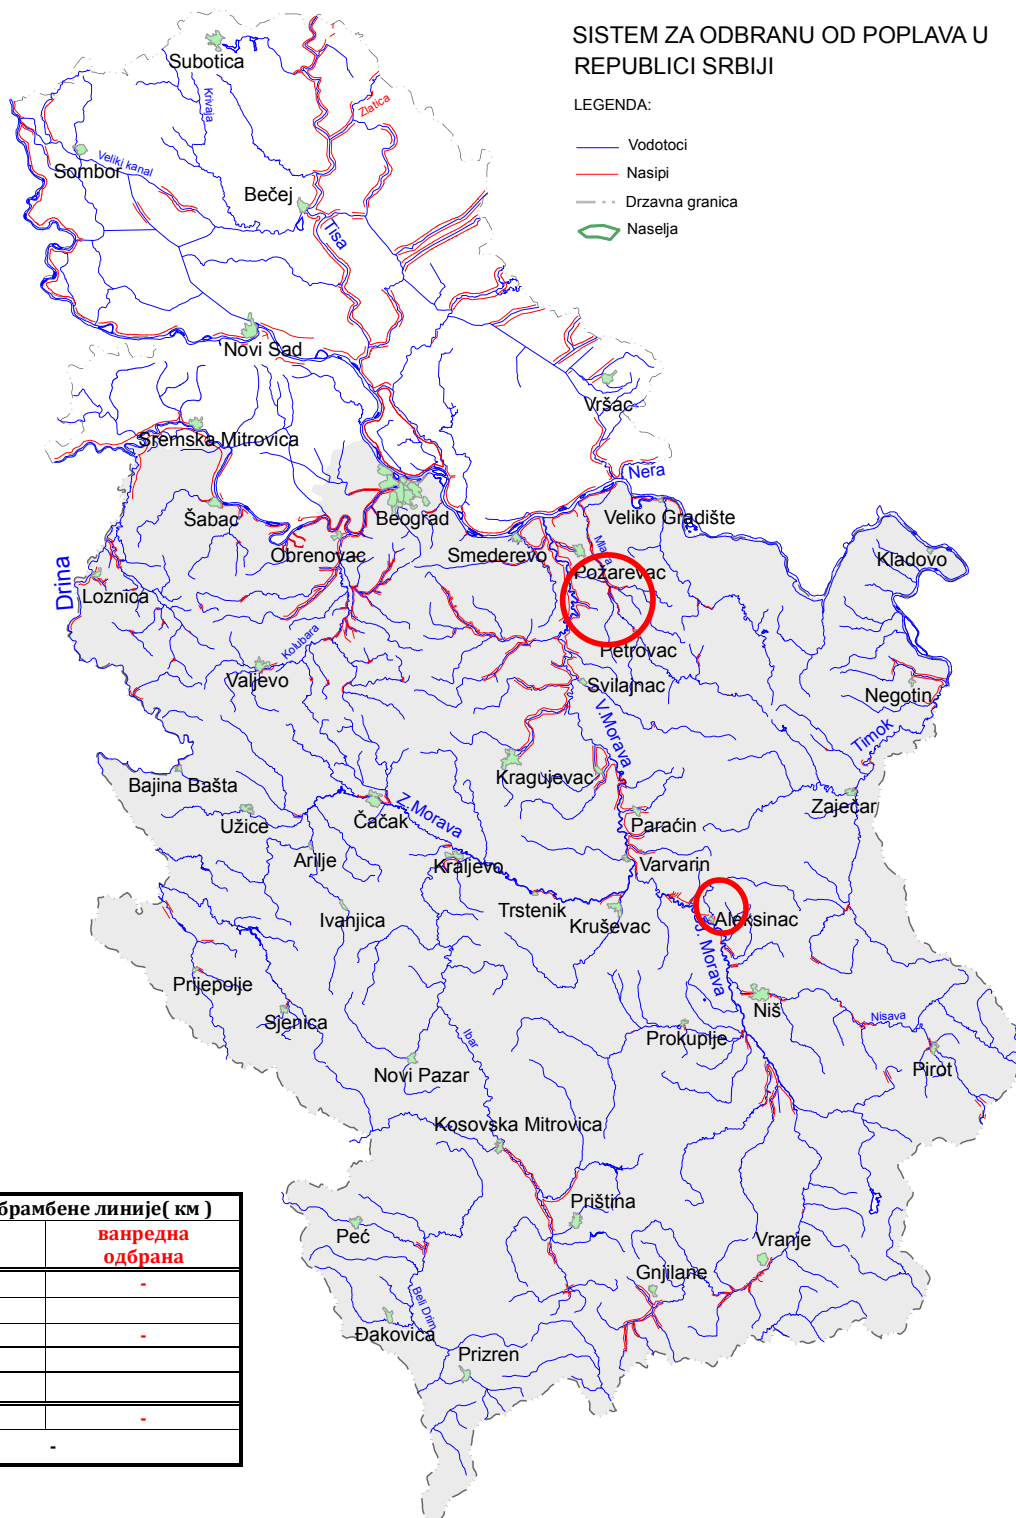 SISTEM ZA ODBRANU OD POPLAVA U
REPUBLICI SRBIJI
LEGENDA:
Vodotoci
Nasipi
Drzavna granica
Naselja
Subotica
Krivaja
Zlatica
Sombor
Veliki kanal
Bečej
Tisa
Novi Sad
Vršac
Sremska Mitrovica
Nera
Šabac
Beograd
Veliko Gradište
Obrenovac
Smederevo
Mla
Kladovo
Požarevac
Drina
Loznica
Kolubara
Petrovac
Valjevo
Svilajnac
Negotin
V.Morava
Timok
Bajina Bašta
Kragujevac
Zaječar
Užice
Čačak
Z.Morava
Paraćin
Arilje
Kraljevo
Varvarin
Ivanjica
Trstenik
Kruševac
Aleksinac
J. Morava
Prijepolje
Sjenica
Niš
Nisava
Ibar
Prokuplje
Pirot
Novi Pazar
Kosovska Mitrovica
Priština
Peć
Vranje
Gnjilane
Beli Drim
Đakovica
Prizren
брамбене линије( км )
ванредна
одбрана
-
-
-
-